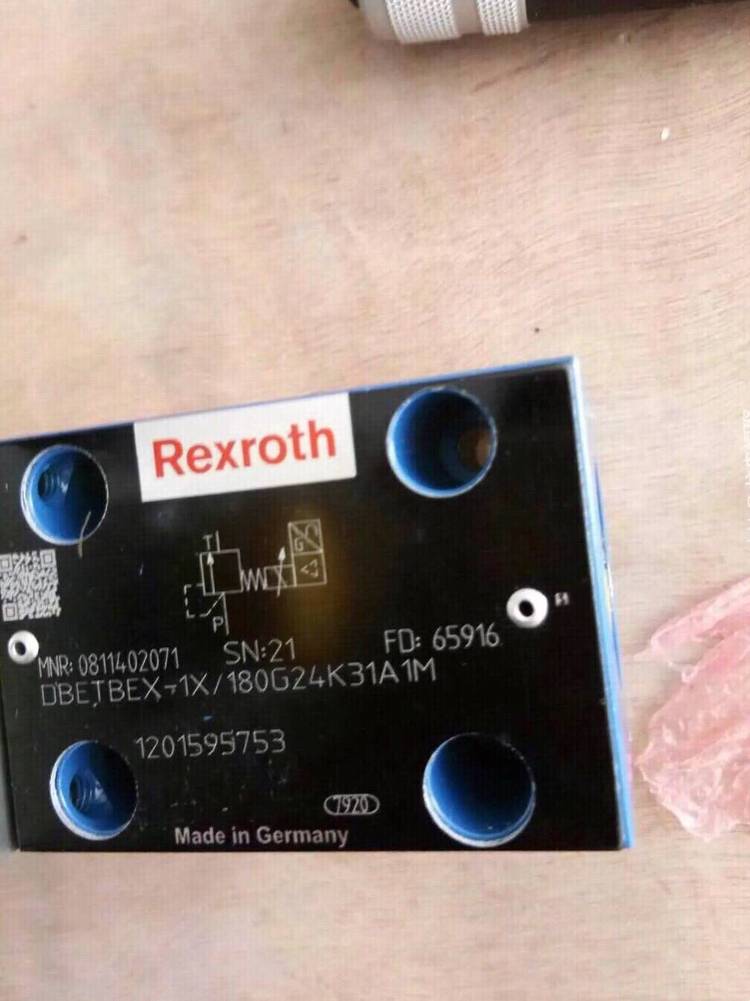 Rexroth
T
G
P
MNR: 0811402071 SN:21 FD: 65916
DBETBEX-1X/180G24K31A1M
1201595753
7920
Made in Germany